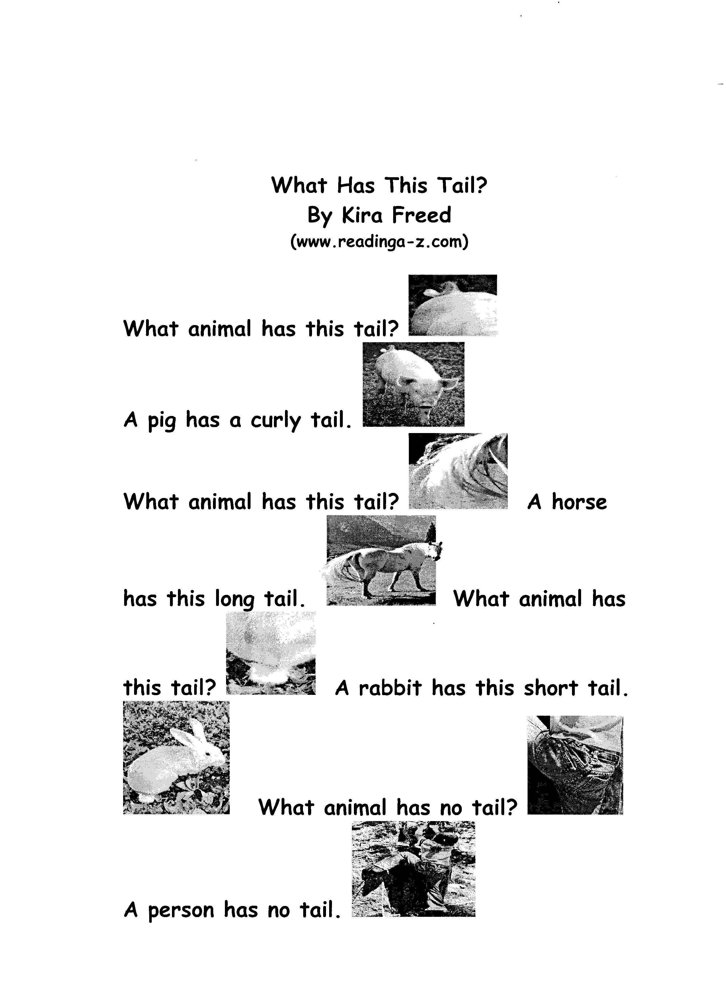 What Has This Tail?
By Kira Freed
(www.readinga-z.com)
What animal has this tail?
A pig has a curly tail.
What animal has this tail? A horse
has this long tail. What animal has
this tail? A rabbit has this short tail.
What animal has no tail?
A person has no tail.